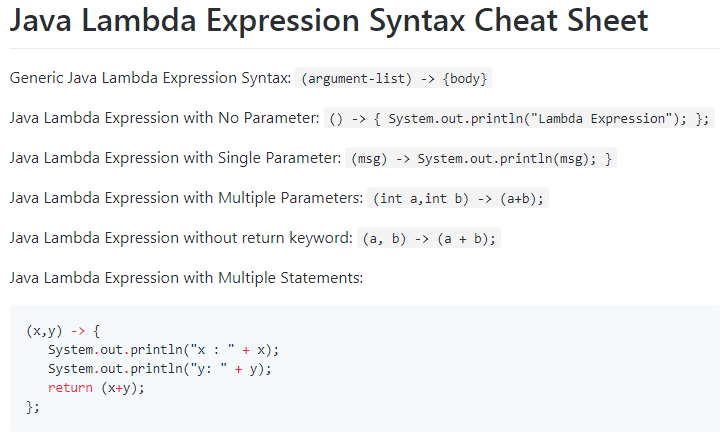 Java Lambda Expression Syntax Cheat Sheet
Generic Java Lambda Expression Syntax: (argument-list) -> {body}
Java Lambda Expression with No Parameter: () -> { System.out.println("Lambda Expression"); };
Java Lambda Expression with Single Parameter: (msg) -> System.out.println(msg); }
Java Lambda Expression with Multiple Parameters: (int a,int b) -> (a+b);
Java Lambda Expression without return keyword: (a, b) -> (a + b);
Java Lambda Expression with Multiple Statements:
(x,y) -> {
   System.out.println("x : " + x);
   System.out.println("y: " + y);
   return (x+y);
};